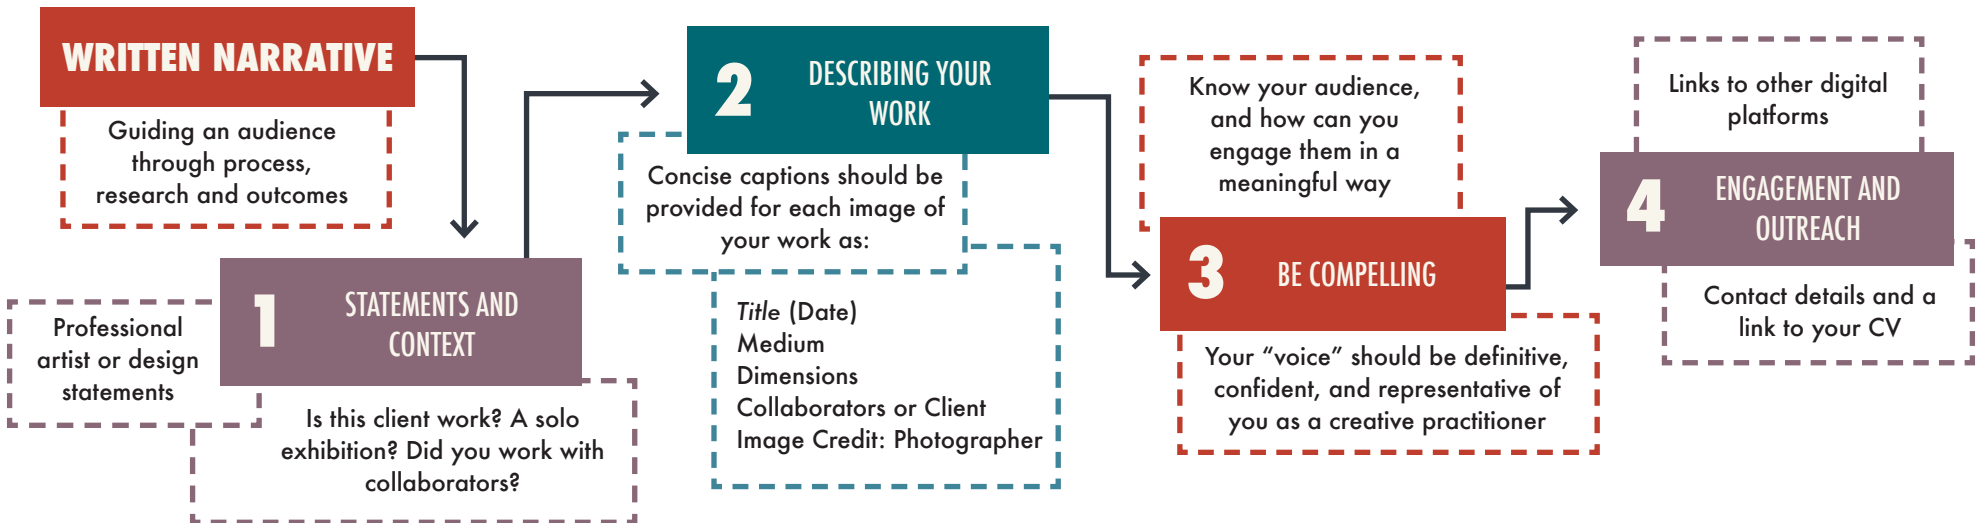 WRITTEN NARRATIVE
Guiding an audience
through process,
research and outcomes
1
STATEMENTS AND
CONTEXT
Professional
artist or design
statements
Is this client work? A solo
exhibition? Did you work with
collaborators?
2
DESCRIBING YOUR
WORK
Concise captions should be
provided for each image of
your work as:
Title (Date)
Medium
Dimensions
Collaborators or Client
Image Credit: Photographer
Know your audience,
and how can you
engage them in a
meaningful way
3
BE COMPELLING
Your “voice” should be definitive,
confident, and representative of
you as a creative practitioner
Links to other digital
platforms
4
ENGAGEMENT AND
OUTREACH
Contact details and a
link to your CV